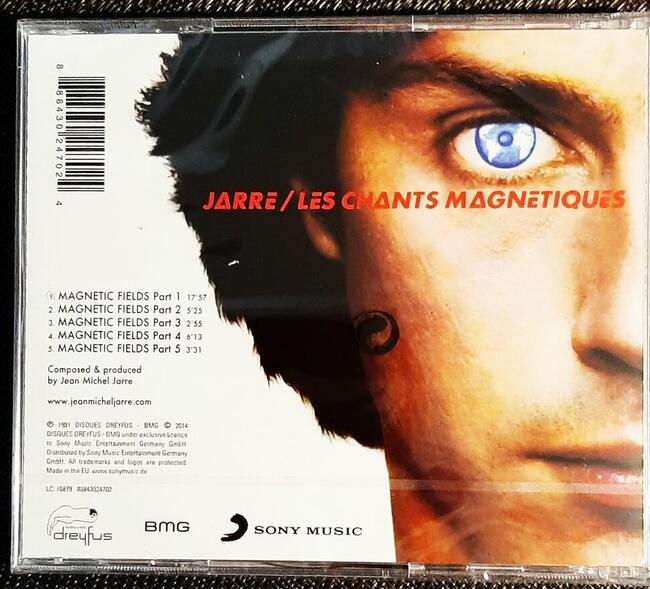 8 88430 24702 4
JARRE / LES CHANTS MAGNETIQUES
1. MAGNETIC FIELDS Part 1 17'57
2. MAGNETIC FIELDS Part 2 5'25
3. MAGNETIC FIELDS Part 3 2'55
4. MAGNETIC FIELDS Part 4 6'13
5. MAGNETIC FIELDS Part 5 3'31
Composed & produced
by Jean Michel Jarre
www.jeanmicheljarre.com
℗ 1981 DISQUES DREYFUS - BMG © 2014
DISQUES DREYFUS - BMG under exclusive licence
to Sony Music Entertainment Germany GmbH.
Distributed by Sony Music Entertainment Germany
GmbH. All trademarks and logos are protected.
Made in the EU. www.sonymusic.de
LC: 10879 88843024702
dreyfus
BMG
SONY MUSIC